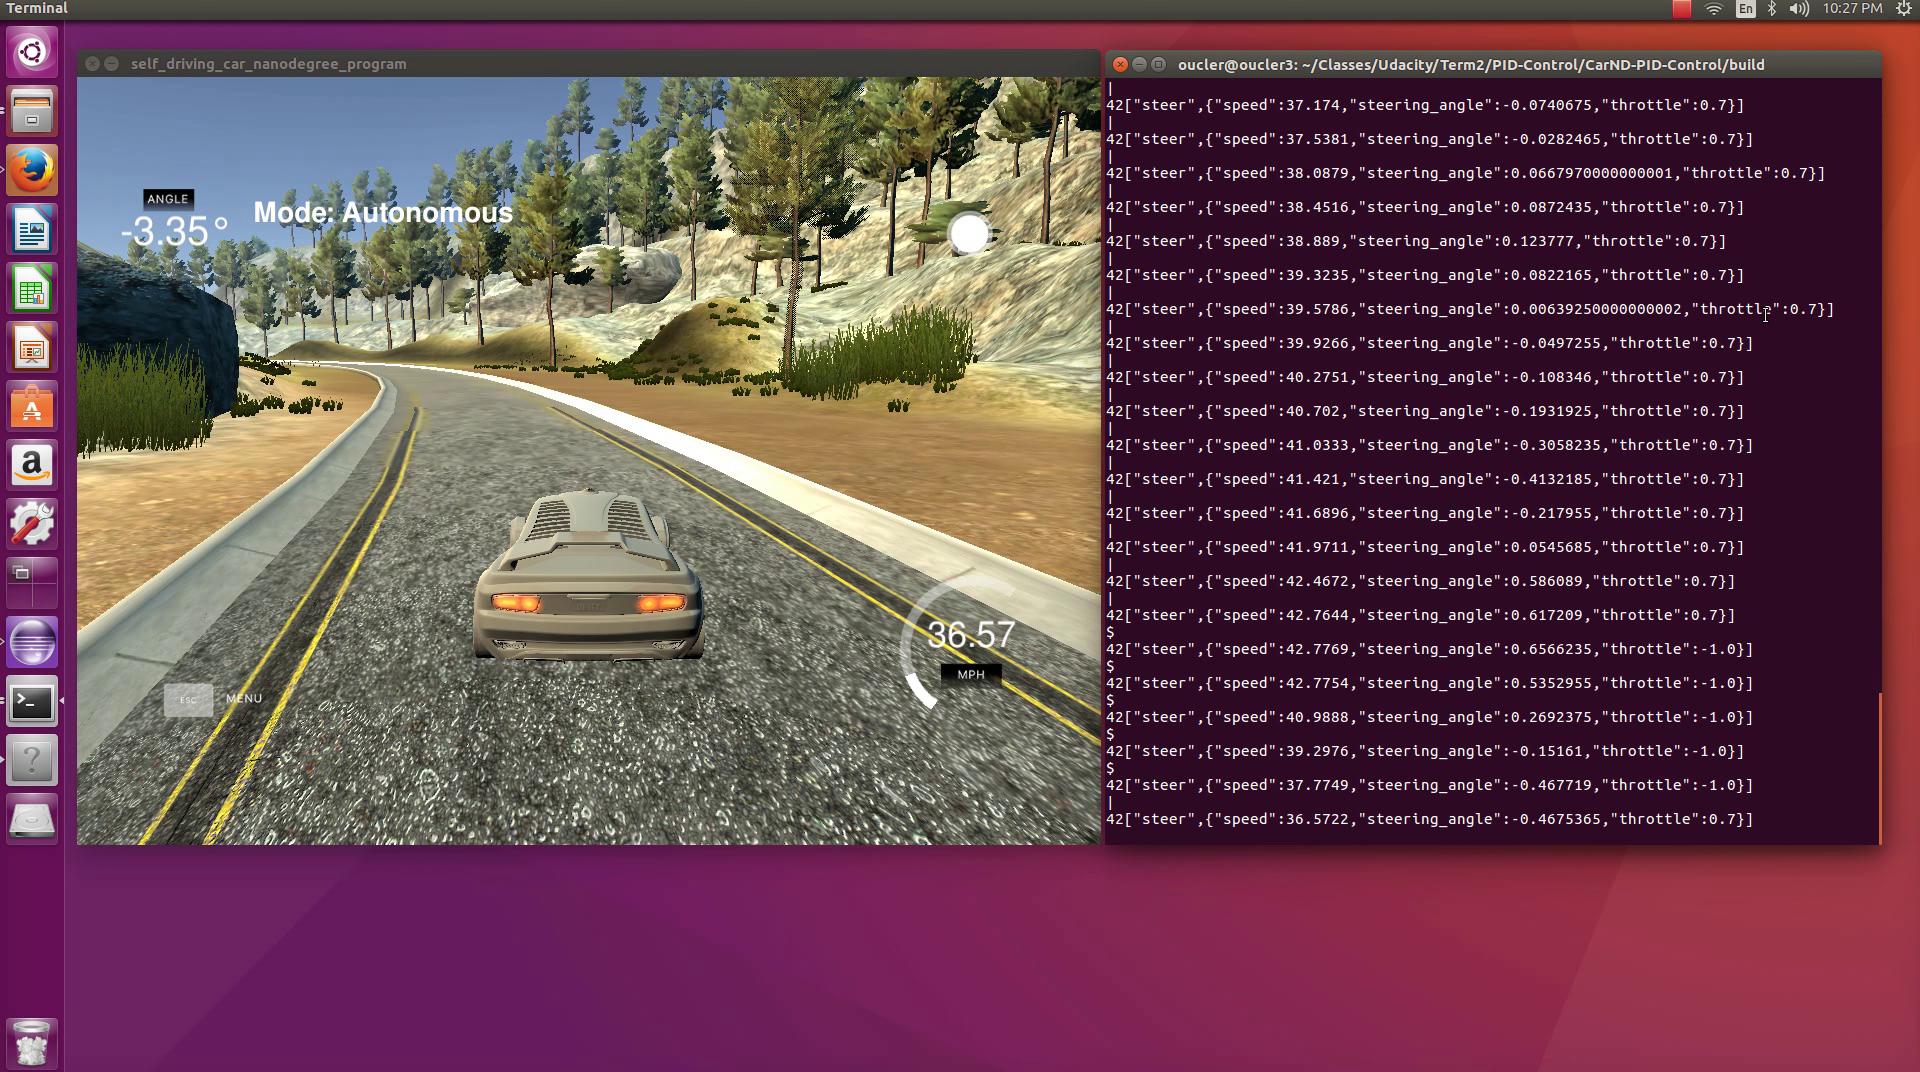 Terminal
En
10:27 PM
self_driving_car_nanodegree_program
ANGLE
-3.35°
Mode: Autonomous
36.57
MPH
ESC
MENU
a
>_
?
oucler@oucler3: ~/Classes/Udacity/Term2/PID-Control/CarND-PID-Control/build
|
42["steer",{"speed":37.174,"steering_angle":-0.0740675,"throttle":0.7}]
|
42["steer",{"speed":37.5381,"steering_angle":-0.0282465,"throttle":0.7}]
|
42["steer",{"speed":38.0879,"steering_angle":0.0667970000000001,"throttle":0.7}]
|
42["steer",{"speed":38.4516,"steering_angle":0.0872435,"throttle":0.7}]
|
42["steer",{"speed":38.889,"steering_angle":0.123777,"throttle":0.7}]
|
42["steer",{"speed":39.3235,"steering_angle":0.0822165,"throttle":0.7}]
|
42["steer",{"speed":39.5786,"steering_angle":0.00639250000000002,"throttle":0.7}]
|
42["steer",{"speed":39.9266,"steering_angle":-0.0497255,"throttle":0.7}]
|
42["steer",{"speed":40.2751,"steering_angle":-0.108346,"throttle":0.7}]
|
42["steer",{"speed":40.702,"steering_angle":-0.1931925,"throttle":0.7}]
|
42["steer",{"speed":41.0333,"steering_angle":-0.3058235,"throttle":0.7}]
|
42["steer",{"speed":41.421,"steering_angle":-0.4132185,"throttle":0.7}]
|
42["steer",{"speed":41.6896,"steering_angle":-0.217955,"throttle":0.7}]
|
42["steer",{"speed":41.9711,"steering_angle":0.0545685,"throttle":0.7}]
|
42["steer",{"speed":42.4672,"steering_angle":0.586089,"throttle":0.7}]
|
42["steer",{"speed":42.7644,"steering_angle":0.617209,"throttle":0.7}]
$
42["steer",{"speed":42.7769,"steering_angle":0.6566235,"throttle":-1.0}]
$
42["steer",{"speed":42.7754,"steering_angle":0.5352955,"throttle":-1.0}]
$
42["steer",{"speed":40.9888,"steering_angle":0.2692375,"throttle":-1.0}]
$
42["steer",{"speed":39.2976,"steering_angle":-0.15161,"throttle":-1.0}]
$
42["steer",{"speed":37.7749,"steering_angle":-0.467719,"throttle":-1.0}]
|
42["steer",{"speed":36.5722,"steering_angle":-0.4675365,"throttle":0.7}]